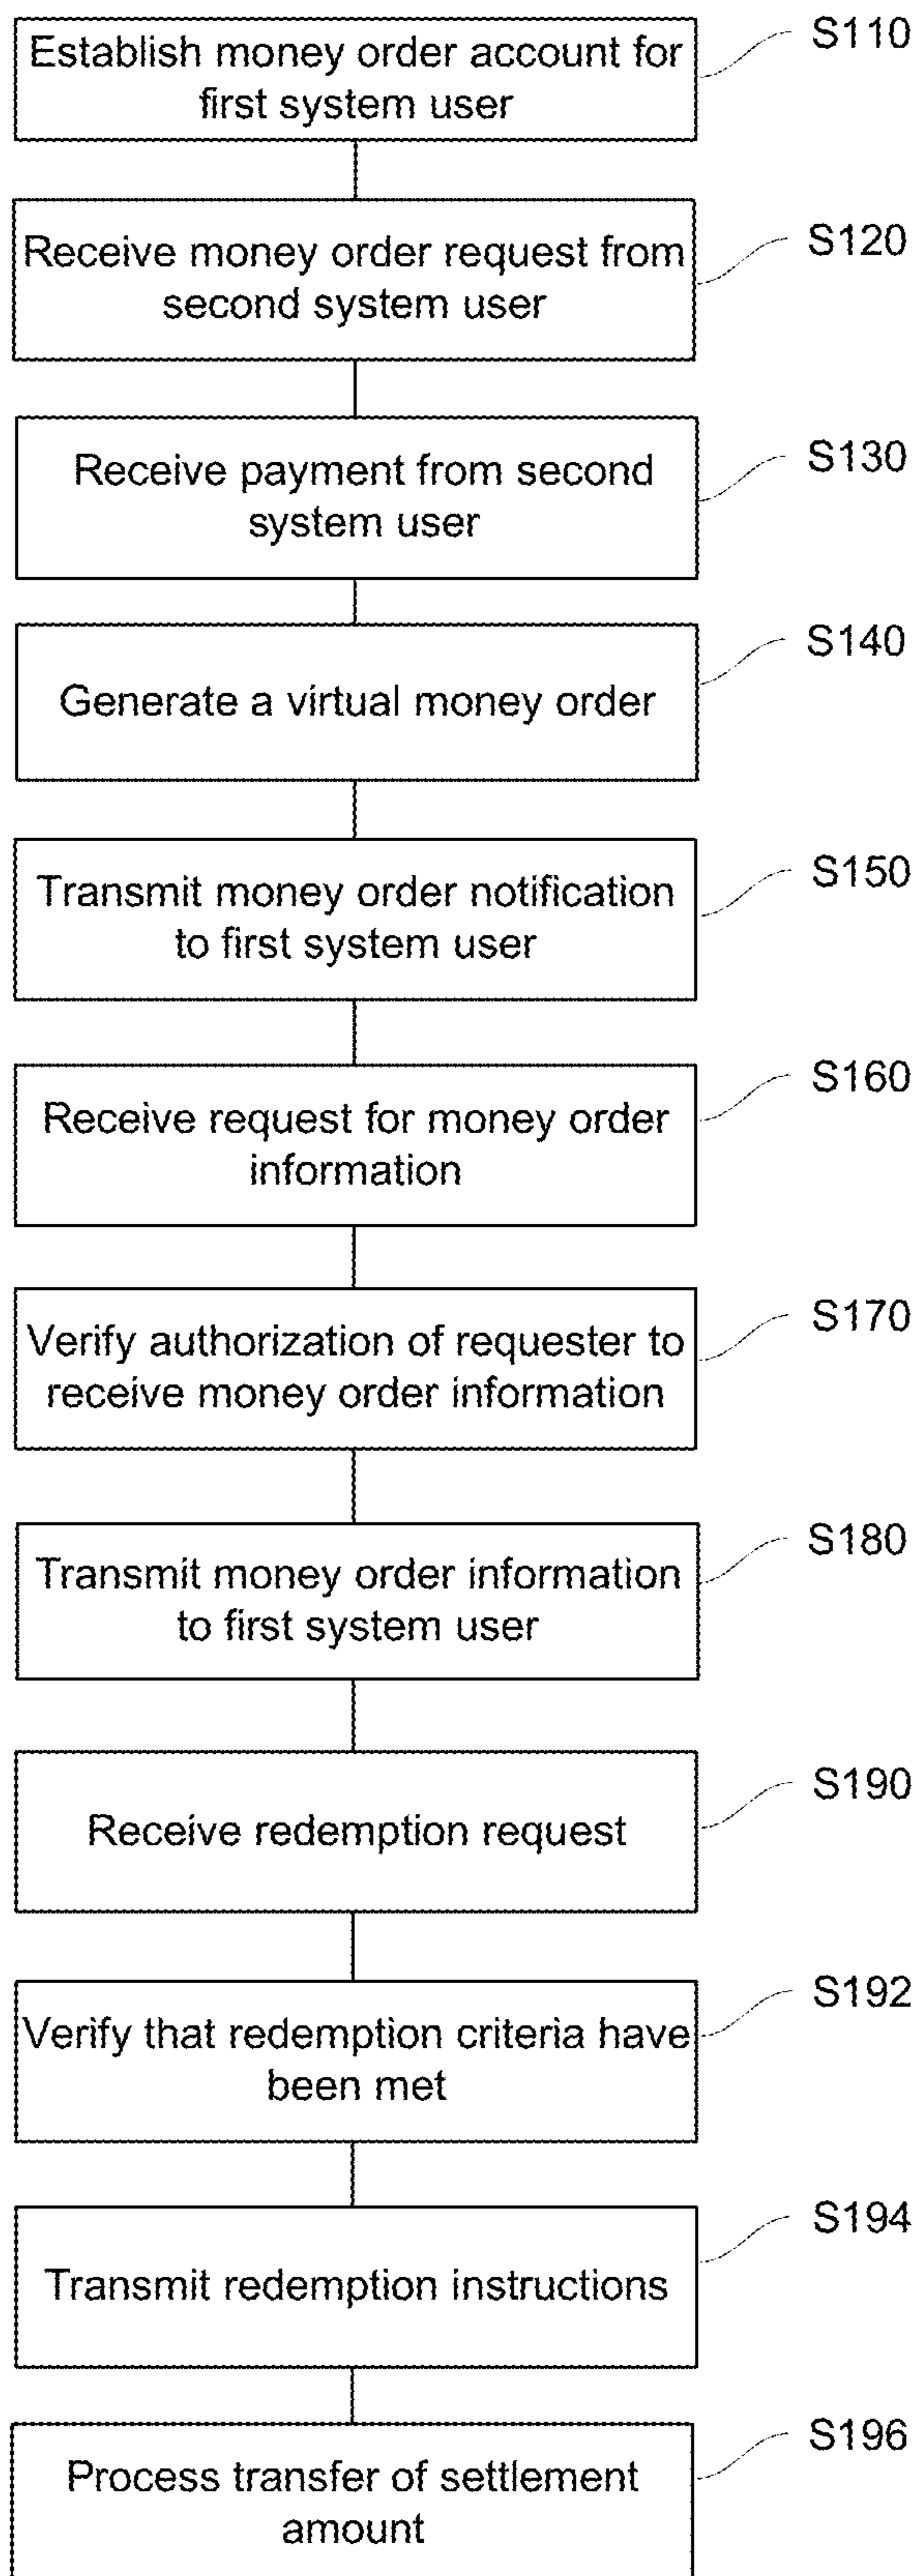 Establish money order account for
first system user
S110
Receive money order request from
second system user
S120
Receive payment from second
system user
S130
Generate a virtual money order
S140
Transmit money order notification
to first system user
S150
Receive request for money order
information
S160
Verify authorization of requester to
receive money order information
S170
Transmit money order information
to first system user
S180
Receive redemption request
S190
Verify that redemption criteria have
been met
S192
Transmit redemption instructions
S194
Process transfer of settlement
amount
S196